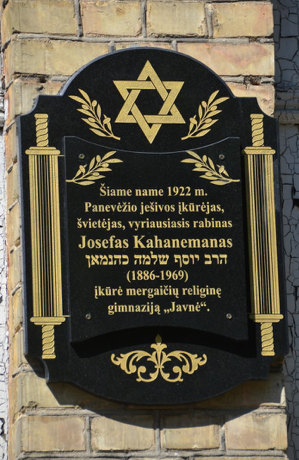 Šiame name 1922 m.
Panevėžio ješivos įkūrėjas,
švietėjas, vyriausiasis rabinas
Josefas Kahanemanas
הרב יוסף שלמה כהנמאן
(1886-1969)
įkūrė mergaičių religinę
gimnaziją „Javnė“.